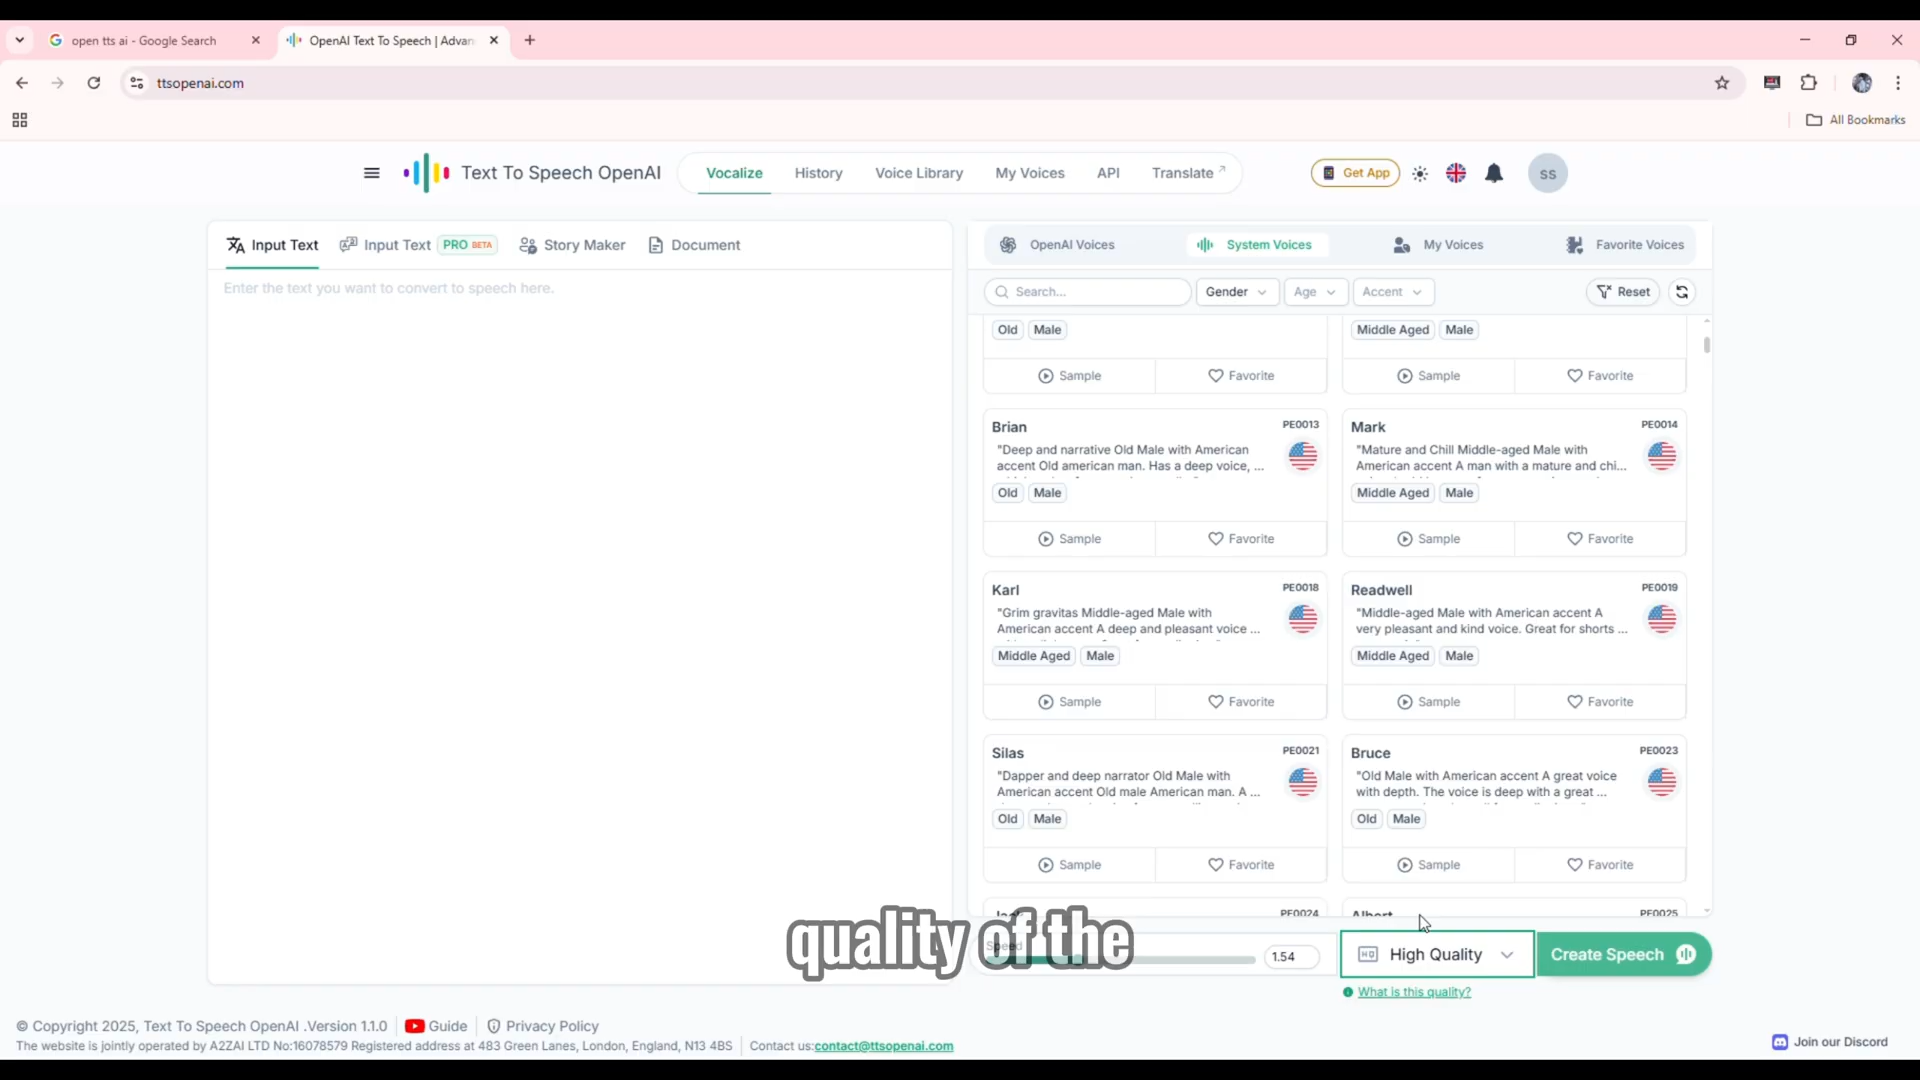 open tts ai - Google Search
OpenAI Text To Speech | Advan
ttsopenai.com
All Bookmarks
Text To Speech OpenAI
Vocalize
History
Voice Library
My Voices
API
Translate
Get App
SS
Input Text
Input Text PRO BETA
Story Maker
Document
Enter the text you want to convert to speech here.
OpenAI Voices
System Voices
My Voices
Favorite Voices
Search...
Gender
Age
Accent
Reset
Old Male
Middle Aged Male
Sample Favorite
Sample Favorite
Brian PE0013
"Deep and narrative Old Male with American
accent Old american man. Has a deep voice, ...
Old Male
Sample Favorite
Mark PE0014
"Mature and Chill Middle-aged Male with
American accent A man with a mature and chi...
Middle Aged Male
Sample Favorite
Karl PE0018
"Grim gravitas Middle-aged Male with
American accent A deep and pleasant voice ...
Middle Aged Male
Sample Favorite
Readwell PE0019
"Middle-aged Male with American accent A
very pleasant and kind voice. Great for shorts ...
Middle Aged Male
Sample Favorite
Silas PE0021
"Dapper and deep narrator Old Male with
American accent Old male American man. A ...
Old Male
Sample Favorite
Bruce PE0023
"Old Male with American accent A great voice
with depth. The voice is deep with a great ...
Old Male
Sample Favorite
PE0024
Albert PE0025
quality of the
Speed
1.54
HQ High Quality
Create Speech
What is this quality?
© Copyright 2025, Text To Speech OpenAI .Version 1.1.0
Guide
Privacy Policy
The website is jointly operated by A2ZAI LTD No:16078579 Registered address at 483 Green Lanes, London, England, N13 4BS
Contact us:contact@ttsopenai.com
Join our Discord